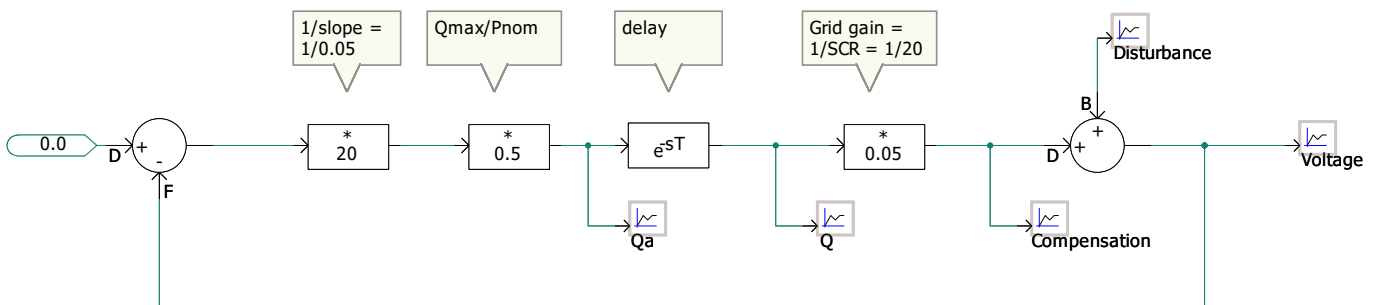 1/slope =
1/0.05
Qmax/Pnom
delay
Grid gain =
1/SCR = 1/20
Disturbance
B
0.0
D
+
-
F
*
20
*
0.5
e-sT
*
0.05
D
+
+
Voltage
Qa
Q
Compensation